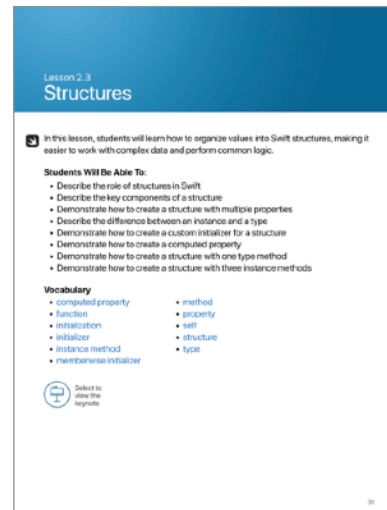 Lesson 2.3
Structures
In this lesson, students will learn how to organize values into Swift structures, making it
easier to work with complex data and perform common logic.
Students Will Be Able To:
• Describe the role of structures in Swift
• Describe the key components of a structure
• Demonstrate how to create a structure with multiple properties
• Describe the difference between an instance and a type
• Demonstrate how to create a custom initializer for a structure
• Demonstrate how to create a computed property
• Demonstrate how to create a structure with one type method
• Demonstrate how to create a structure with three instance methods
Vocabulary
• computed property
• function
• initialization
• initializer
• instance method
• memberwise initializer
• method
• property
• self
• structure
• type
Select to
view the
keynote